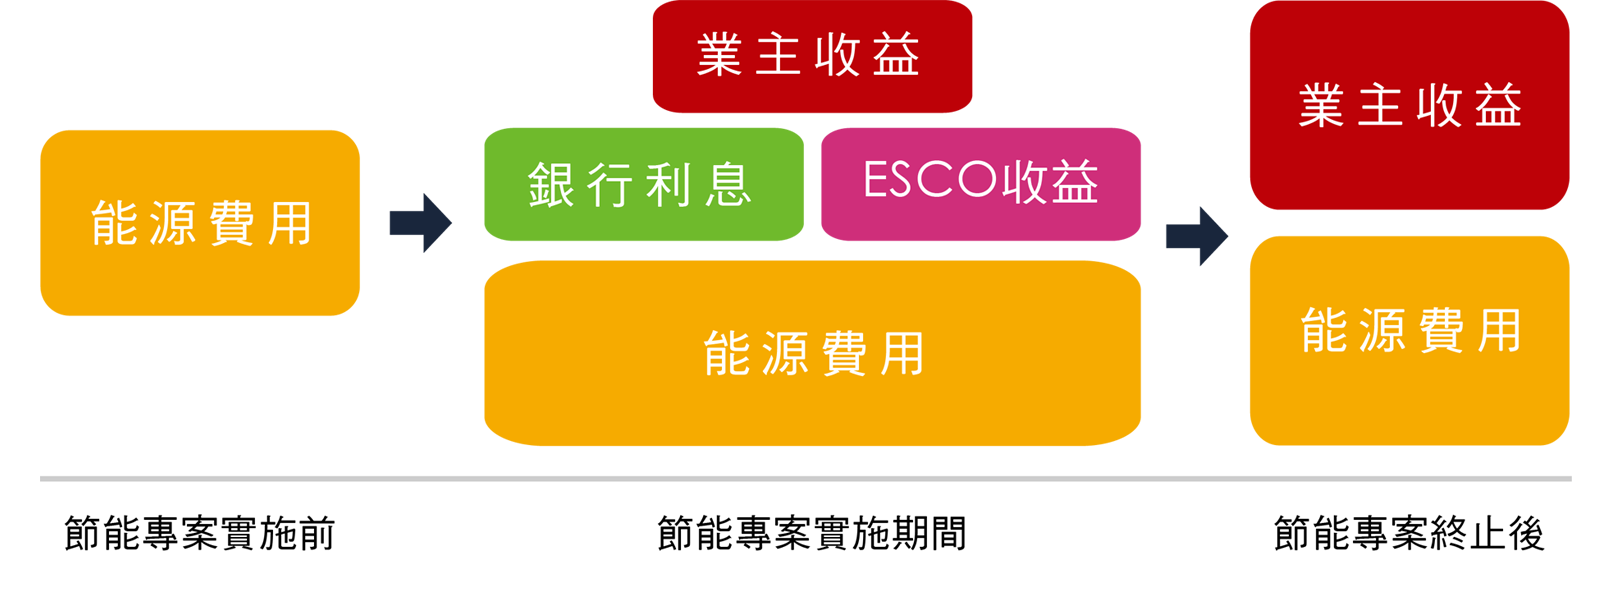 能源費用
業主收益
銀行利息
ESCO收益
能源費用
業主收益
能源費用
節能專案實施前
節能專案實施期間
節能專案終止後